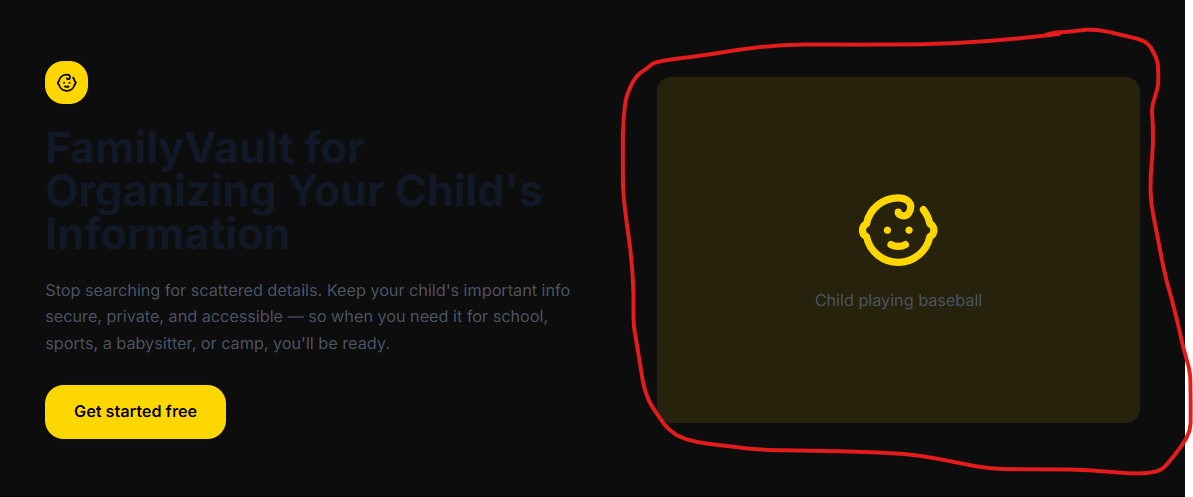 FamilyVault for
Organizing Your Child's
Information
Stop searching for scattered details. Keep your child's important info
secure, private, and accessible — so when you need it for school,
sports, a babysitter, or camp, you'll be ready.
Get started free
Child playing baseball